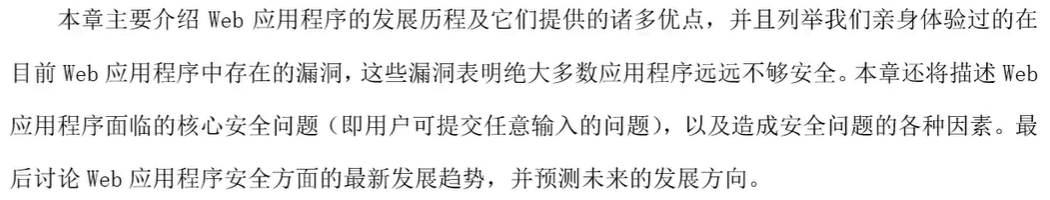 本章主要介绍 Web 应用程序的发展历程及它们提供的诸多优点，并且列举我们亲身体验过的在
目前 Web 应用程序中存在的漏洞，这些漏洞表明绝大多数应用程序远远不够安全。本章还将描述 Web
应用程序面临的核心安全问题（即用户可提交任意输入的问题），以及造成安全问题的各种因素。最
后讨论 Web 应用程序安全方面的最新发展趋势，并预测未来的发展方向。